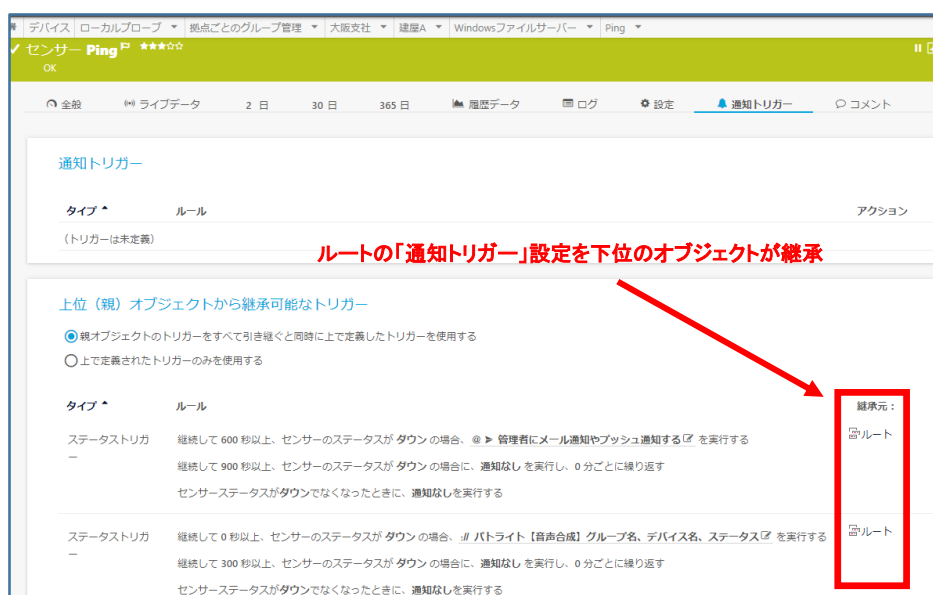 デバイス ローカルプローブ 拠点ごとのグループ管理 大阪支社 建屋A Windowsファイルサーバー Ping
センサー Ping
OK
全般 ライブデータ 2 日 30 日 365 日 履歴データ ログ 設定 通知トリガー コメント
通知トリガー
タイプ ルール アクション
(トリガーは未定義)
ルートの「通知トリガー」設定を下位のオブジェクトが継承
上位（親）オブジェクトから継承可能なトリガー
親オブジェクトのトリガーをすべて引き継ぐと同時に上で定義したトリガーを使用する
上で定義されたトリガーのみを使用する
タイプ ルール 継承元：
ステータストリガ 継続して 600 秒以上、センサーのステータスが ダウン の場合、@ 管理者にメール通知やプッシュ通知する を実行する ルート
ー
継続して 900 秒以上、センサーのステータスが ダウン の場合に、通知なし を実行し、0 分ごとに繰り返す
センサーステータスがダウンでなくなったときに、通知なしを実行する
ステータストリガ 継続して 0 秒以上、センサーのステータスが ダウン の場合、:// パトライト【音声合成】グループ名、デバイス名、ステータス を実行する ルート
ー
継続して 300 秒以上、センサーのステータスが ダウン の場合に、通知なし を実行し、0 分ごとに繰り返す
センサーステータスがダウンでなくなったときに、通知なしを実行する